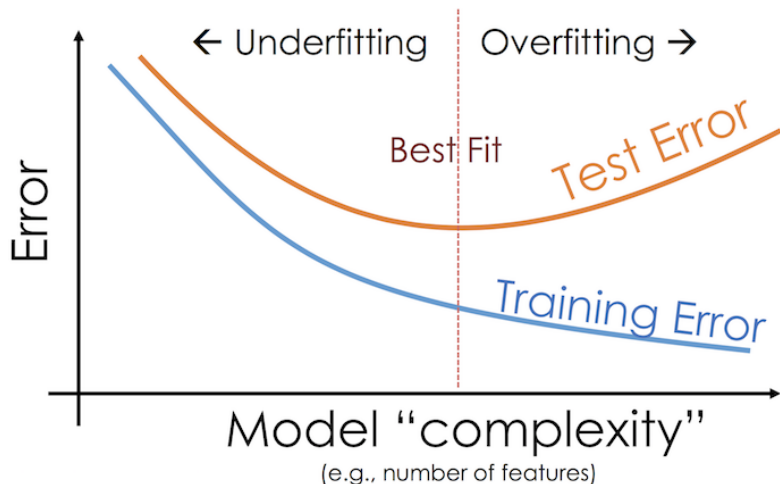 ← Underfitting
Overfitting →
Best Fit
Test Error
Error
Training Error
Model “complexity”
(e.g., number of features)